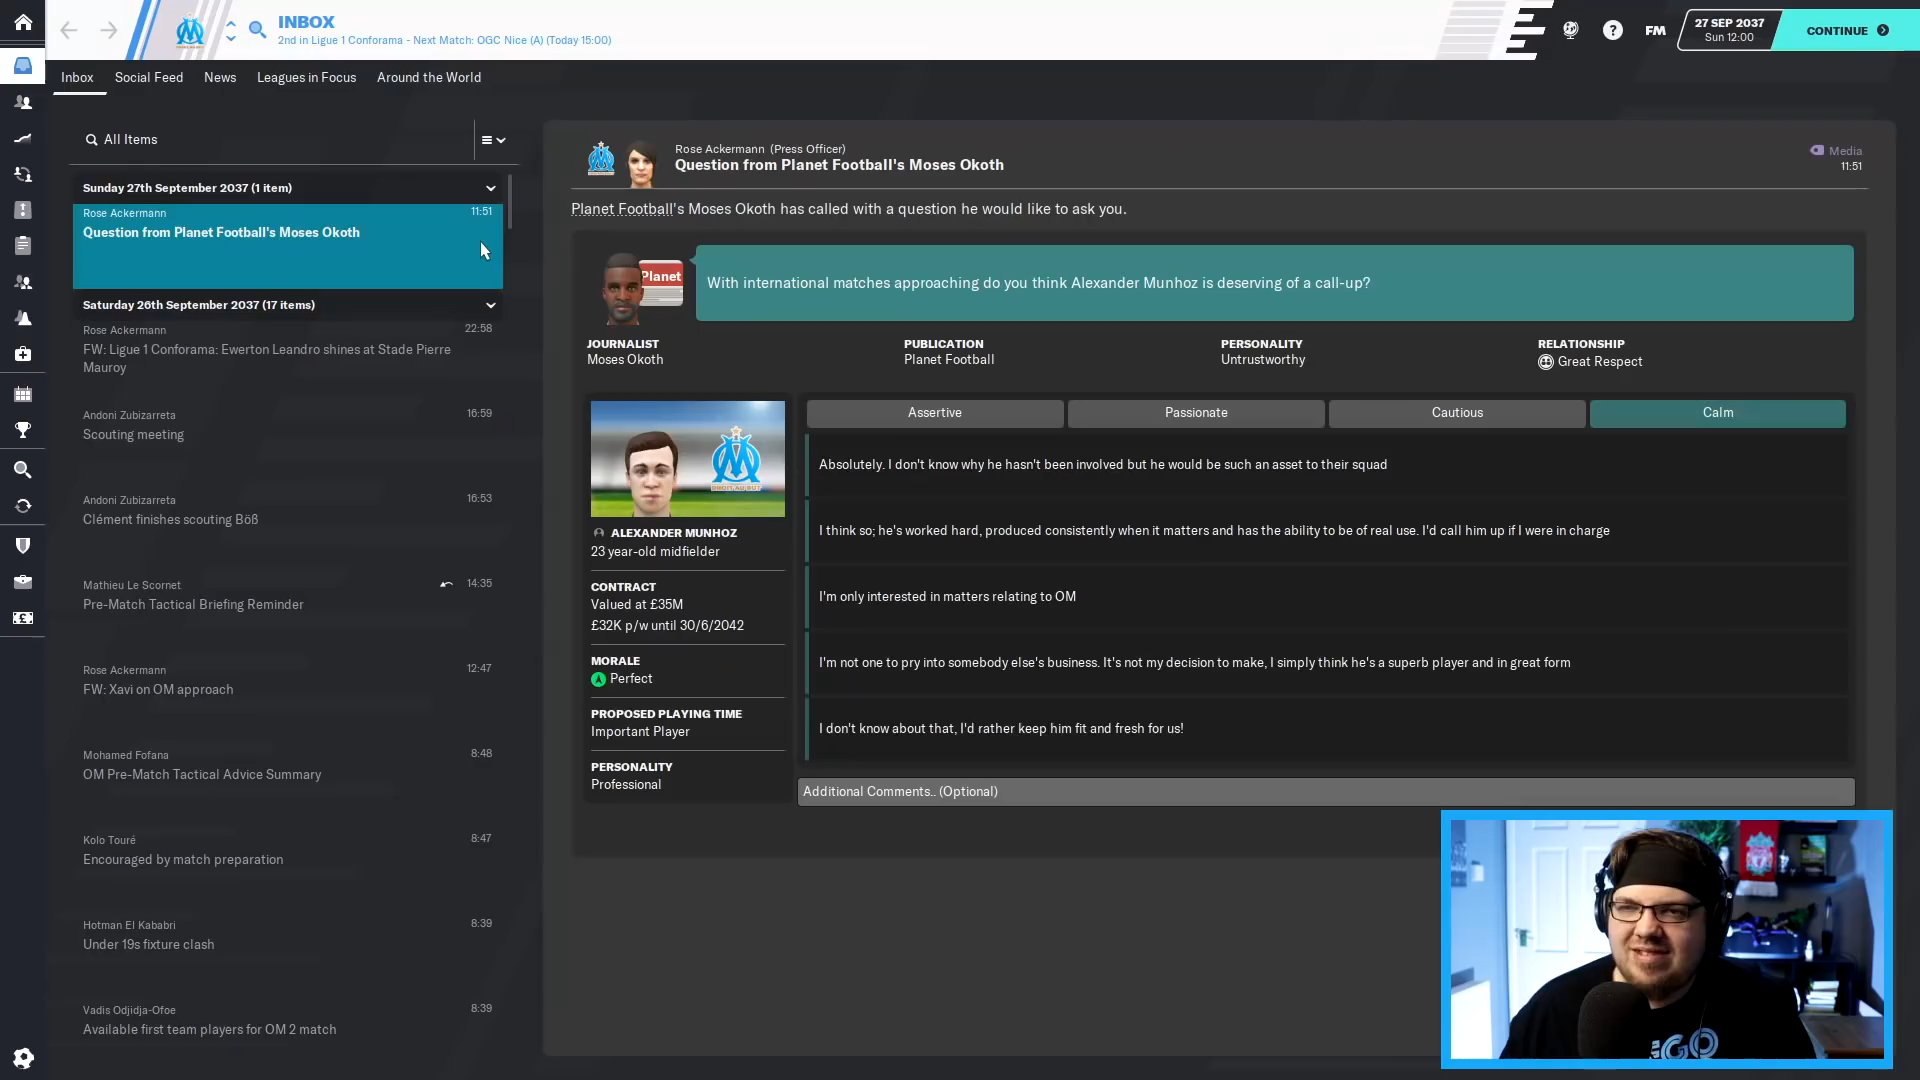 INBOX
2nd in Ligue 1 Conforama - Next Match: OGC Nice (A) (Today 15:00)
FM
27 SEP 2037
Sun 12:00
CONTINUE
Inbox
Social Feed
News
Leagues in Focus
Around the World
All Items
Sunday 27th September 2037 (1 item)
Rose Ackermann
11:51
Question from Planet Football's Moses Okoth
Saturday 26th September 2037 (17 items)
Rose Ackermann
22:58
FW: Ligue 1 Conforama: Ewerton Leandro shines at Stade Pierre
Mauroy
Andoni Zubizarreta
16:59
Scouting meeting
Andoni Zubizarreta
16:53
Clément finishes scouting Böß
Mathieu Le Scornet
14:35
Pre-Match Tactical Briefing Reminder
Rose Ackermann
12:47
FW: Xavi on OM approach
Mohamed Fofana
8:48
OM Pre-Match Tactical Advice Summary
Kolo Touré
8:47
Encouraged by match preparation
Hotman El Kababri
8:39
Under 19s fixture clash
Vadis Odjidja-Ofoe
8:39
Available first team players for OM 2 match
Rose Ackermann (Press Officer)
Question from Planet Football's Moses Okoth
Media
11:51
Planet Football's Moses Okoth has called with a question he would like to ask you.
Planet
With international matches approaching do you think Alexander Munhoz is deserving of a call-up?
JOURNALIST
Moses Okoth
PUBLICATION
Planet Football
PERSONALITY
Untrustworthy
RELATIONSHIP
Great Respect
ALEXANDER MUNHOZ
23 year-old midfielder
CONTRACT
Valued at £35M
£32K p/w until 30/6/2042
MORALE
Perfect
PROPOSED PLAYING TIME
Important Player
PERSONALITY
Professional
Assertive
Passionate
Cautious
Calm
Absolutely. I don't know why he hasn't been involved but he would be such an asset to their squad
I think so; he's worked hard, produced consistently when it matters and has the ability to be of real use. I'd call him up if I were in charge
I'm only interested in matters relating to OM
I'm not one to pry into somebody else's business. It's not my decision to make, I simply think he's a superb player and in great form
I don't know about that, I'd rather keep him fit and fresh for us!
Additional Comments.. (Optional)